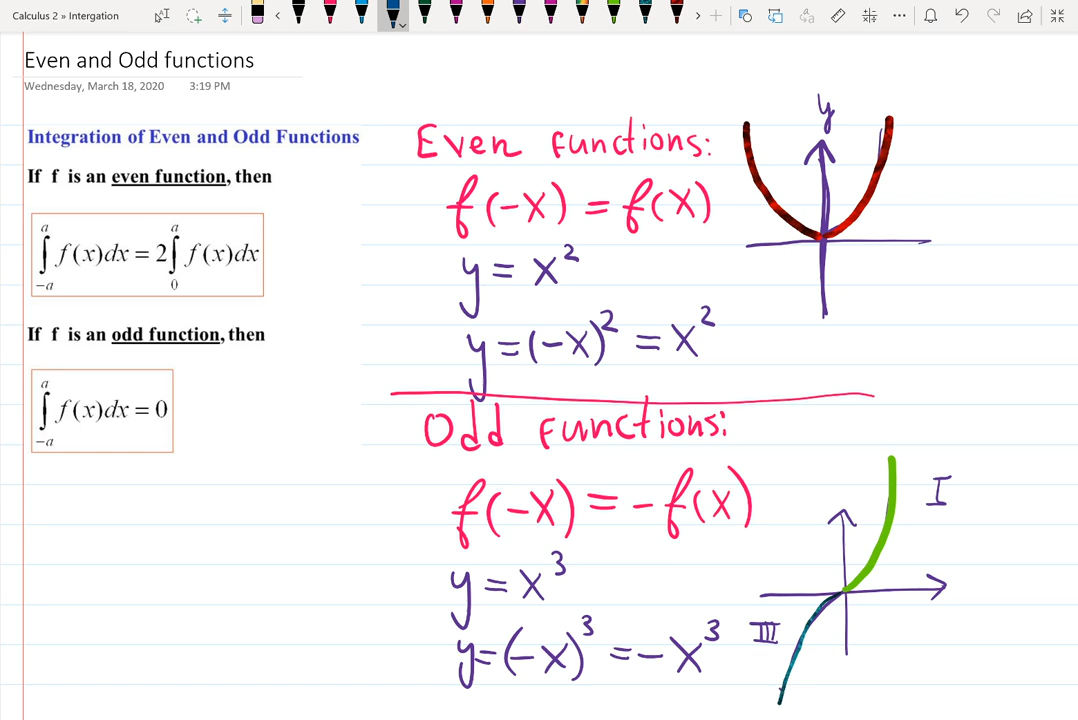 Calculus 2 » Intergation
Even and Odd functions
Wednesday, March 18, 2020 3:19 PM
Integration of Even and Odd Functions
If f is an even function, then
∫_{-a}^{a} f(x)dx = 2∫_{0}^{a} f(x)dx
If f is an odd function, then
∫_{-a}^{a} f(x)dx = 0
Even Functions:
f(-x) = f(x)
y = x²
y = (-x)² = x²
y
Odd Functions:
f(-x) = -f(x)
y = x³
y = (-x)³ = -x³
I
III